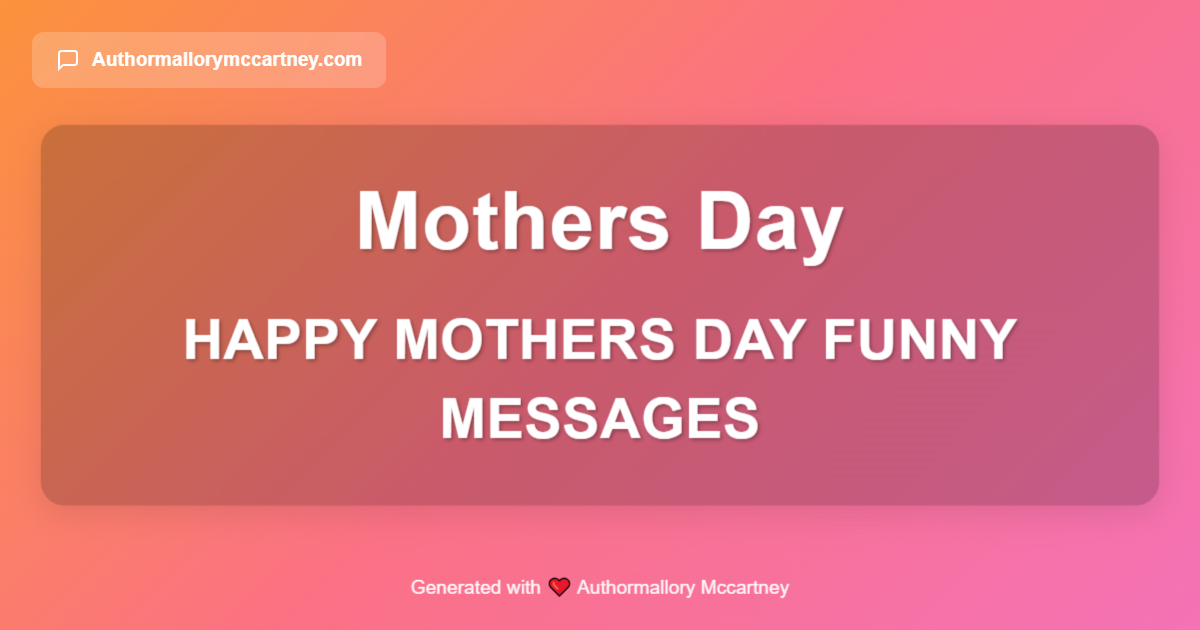 Authormallorymccartney.com
Mothers Day
HAPPY MOTHERS DAY FUNNY
MESSAGES
Generated with ❤️ Authormallory Mccartney